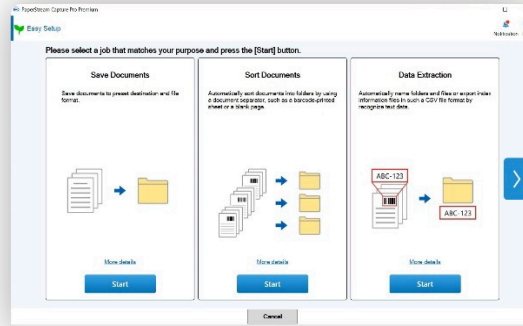 PaperStream Capture Pro Premium
Easy Setup
Notification
Please select a job that matches your purpose and press the [Start] button.
Save Documents
Save documents to preset destination and file
format.
More details
Start
Sort Documents
Automatically sort documents into folders by using
a document separator, such as a barcode-printed
sheet or a blank page.
More details
Start
Data Extraction
Automatically name folders and files or export index
information files in such a CSV file format by
recognize text data.
ABC-123
ABC-123
More details
Start
Cancel